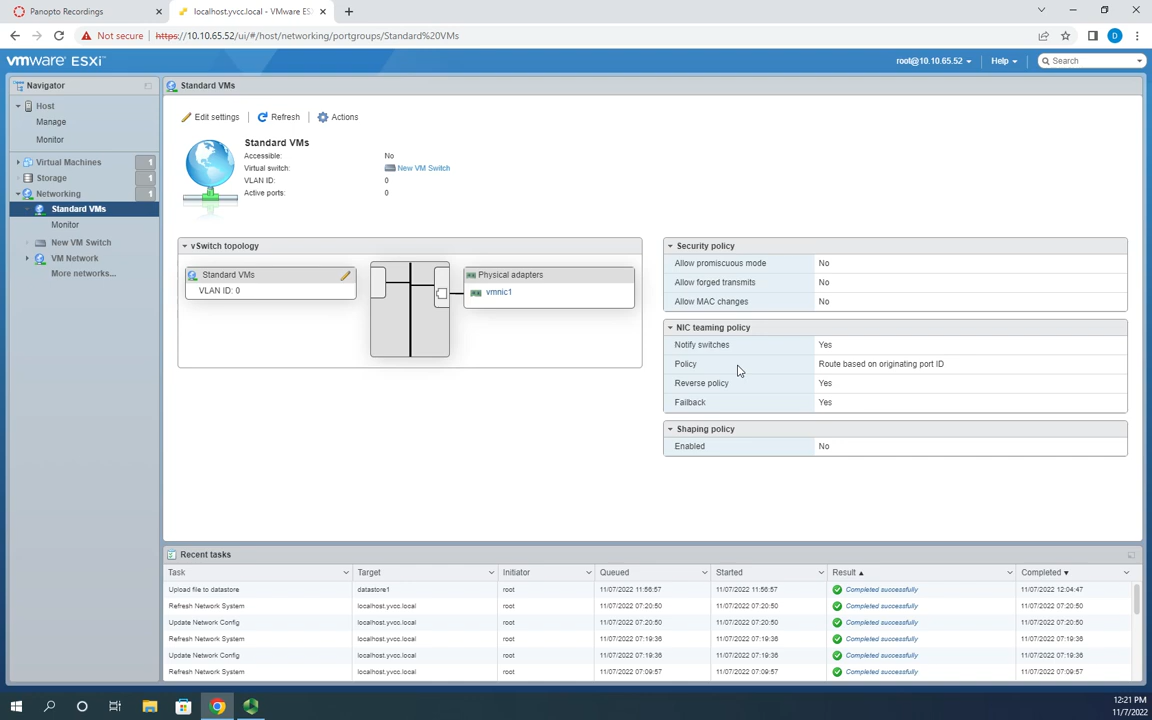 Panopto Recordings
localhost.yvcc.local - VMware ESX
Not secure
https://10.10.65.52/ui/#/host/networking/portgroups/Standard%20VMs
D
vmware ESXi
root@10.10.65.52
Help
Search
Navigator
Host
Manage
Monitor
Virtual Machines 1
Storage 1
Networking 1
Standard VMs
Monitor
New VM Switch
VM Network
More networks...
Standard VMs
Edit settings
Refresh
Actions
Standard VMs
Accessible: No
Virtual switch: New VM Switch
VLAN ID: 0
Active ports: 0
vSwitch topology
Standard VMs
VLAN ID: 0
Physical adapters
vmnic1
Security policy
Allow promiscuous mode No
Allow forged transmits No
Allow MAC changes No
NIC teaming policy
Notify switches Yes
Policy Route based on originating port ID
Reverse policy Yes
Failback Yes
Shaping policy
Enabled No
Recent tasks
Task Target Initiator Queued Started Result Completed
Upload file to datastore datastore1 root 11/07/2022 11:56:57 11/07/2022 11:56:57 Completed successfully 11/07/2022 12:04:47
Refresh Network System localhost.yvcc.local root 11/07/2022 07:20:50 11/07/2022 07:20:50 Completed successfully 11/07/2022 07:20:50
Update Network Config localhost.yvcc.local root 11/07/2022 07:20:50 11/07/2022 07:20:50 Completed successfully 11/07/2022 07:20:50
Refresh Network System localhost.yvcc.local root 11/07/2022 07:19:36 11/07/2022 07:19:36 Completed successfully 11/07/2022 07:19:36
Update Network Config localhost.yvcc.local root 11/07/2022 07:19:36 11/07/2022 07:19:36 Completed successfully 11/07/2022 07:19:36
Refresh Network System localhost.yvcc.local root 11/07/2022 07:09:57 11/07/2022 07:09:57 Completed successfully 11/07/2022 07:09:57
12:21 PM
11/7/2022